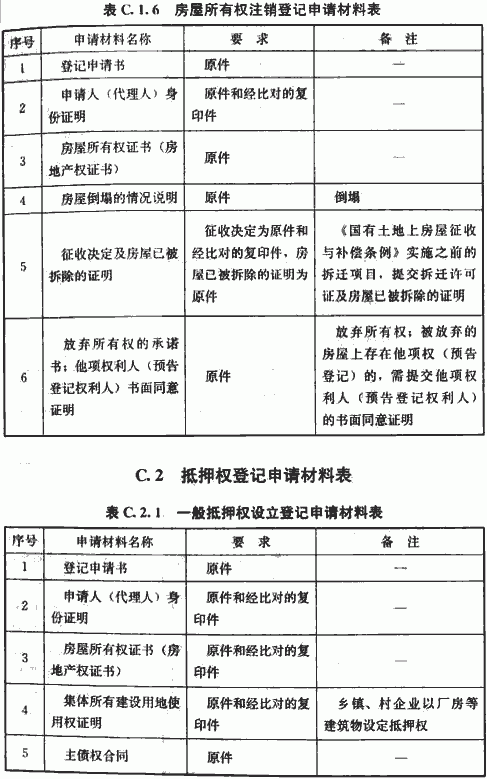 表 C.1.6 房屋所有权注销登记申请材料表
序号 申请材料名称 要 求 备 注
1 登记申请书 原件 —
2 申请人（代理人）身
份证明 原件和经比对的复
印件 —
3 房屋所有权证书（房
地产权证书） 原件 —
4 房屋倒塌的情况说明 原件 倒塌
5 征收决定及房屋已被
拆除的证明 征收决定为原件和
经比对的复印件，房
屋已被拆除的证明为
原件 《国有土地上房屋征收
与补偿条例》实施之前的
拆迁项目，提交拆迁许可
证及房屋已被拆除的证明
6 放弃所有权的承诺
书；他项权利人（预告
登记权利人）书面同意
证明 原件 放弃所有权；被放弃的
房屋上存在他项权（预告
登记）的，需提交他项权
利人（预告登记权利人）
的书面同意证明
C.2 抵押权登记申请材料表
表 C.2.1 一般抵押权设立登记申请材料表
序号 申请材料名称 要 求 备 注
1 登记申请书 原件 —
2 申请人（代理人）身
份证明 原件和经比对的复
印件 —
3 房屋所有权证书（房
地产权证书） 原件和经比对的复
印件 —
4 集体所有建设用地使
用权证明 原件和经比对的复
印件 乡镇、村企业以厂房等
建筑物设定抵押权
5 主债权合同 原件 —